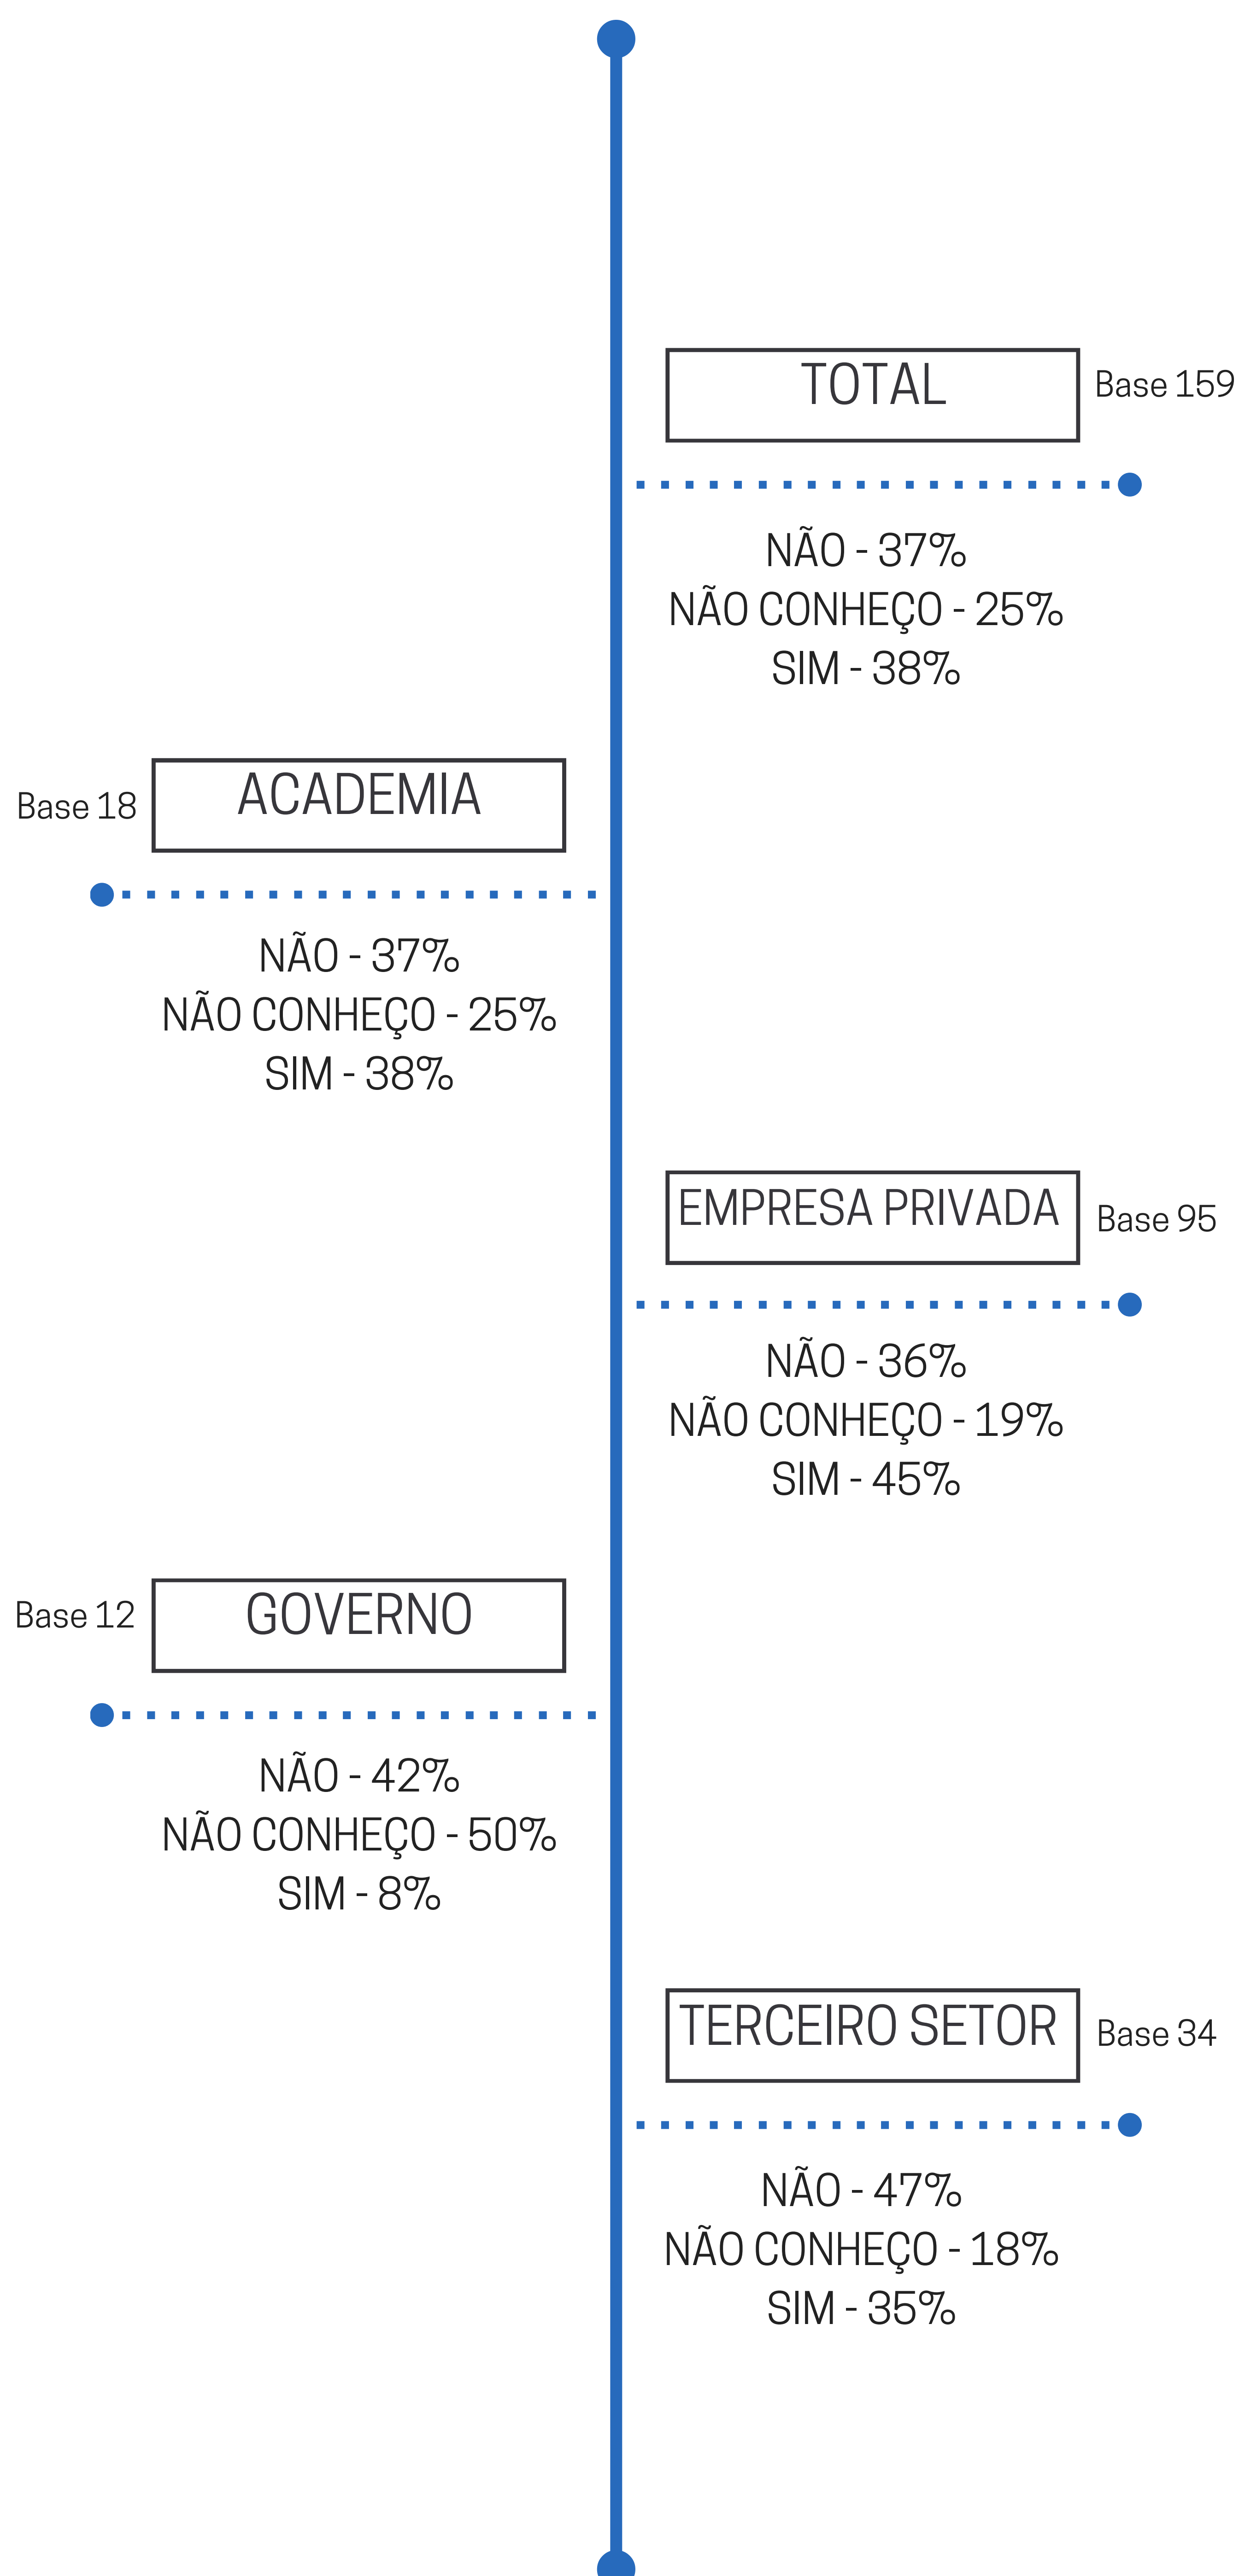 TOTAL
Base 159
NÃO - 37%
NÃO CONHEÇO - 25%
SIM - 38%
Base 18
ACADEMIA
NÃO - 37%
NÃO CONHEÇO - 25%
SIM - 38%
EMPRESA PRIVADA
Base 95
NÃO - 36%
NÃO CONHEÇO - 19%
SIM - 45%
Base 12
GOVERNO
NÃO - 42%
NÃO CONHEÇO - 50%
SIM - 8%
TERCEIRO SETOR
Base 34
NÃO - 47%
NÃO CONHEÇO - 18%
SIM - 35%